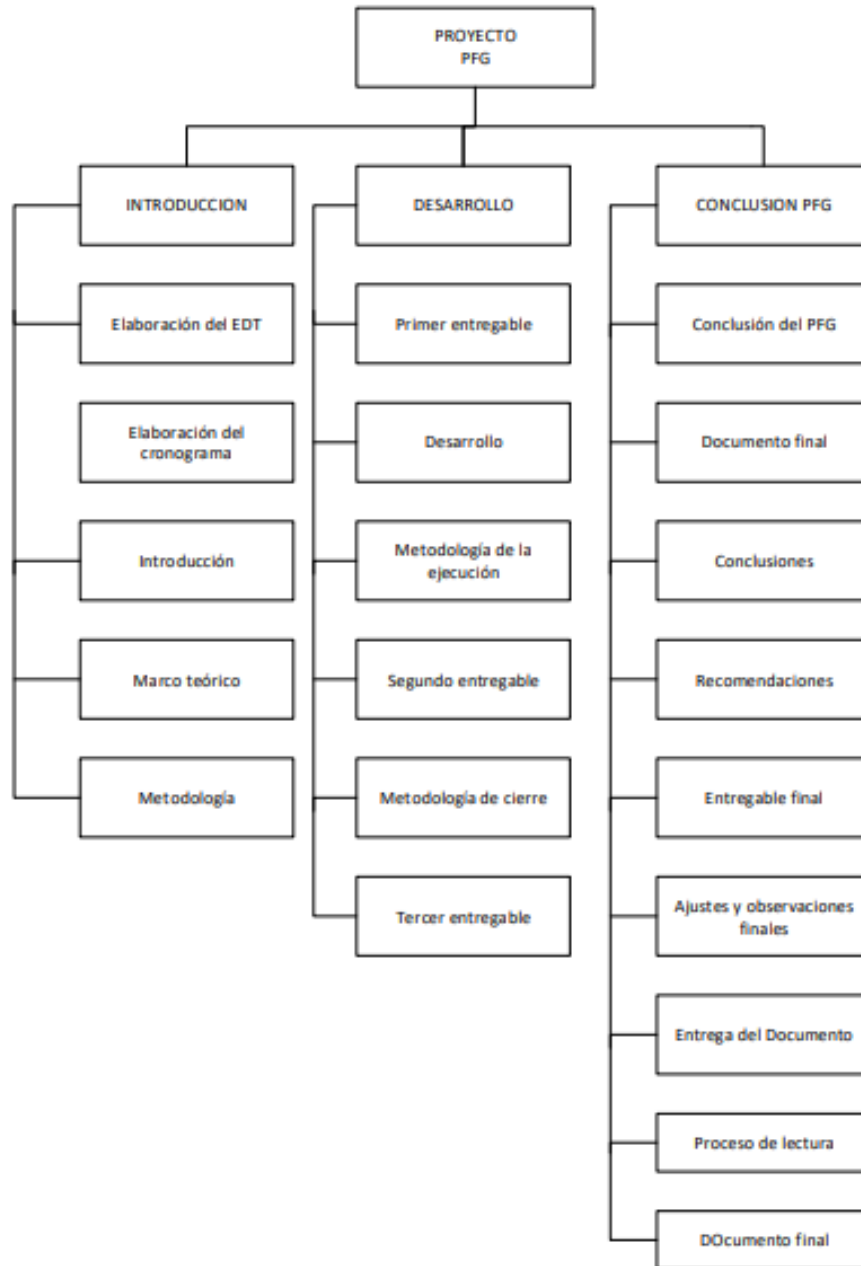 PROYECTO
PFG
INTRODUCCION
Elaboración del EDT
Elaboración del
cronograma
Introducción
Marco teórico
Metodología
DESARROLLO
Primer entregable
Desarrollo
Metodología de la
ejecución
Segundo entregable
Metodología de cierre
Tercer entregable
CONCLUSION PFG
Conclusión del PFG
Documento final
Conclusiones
Recomendaciones
Entregable final
Ajustes y observaciones
finales
Entrega del Documento
Proceso de lectura
DOcumento final